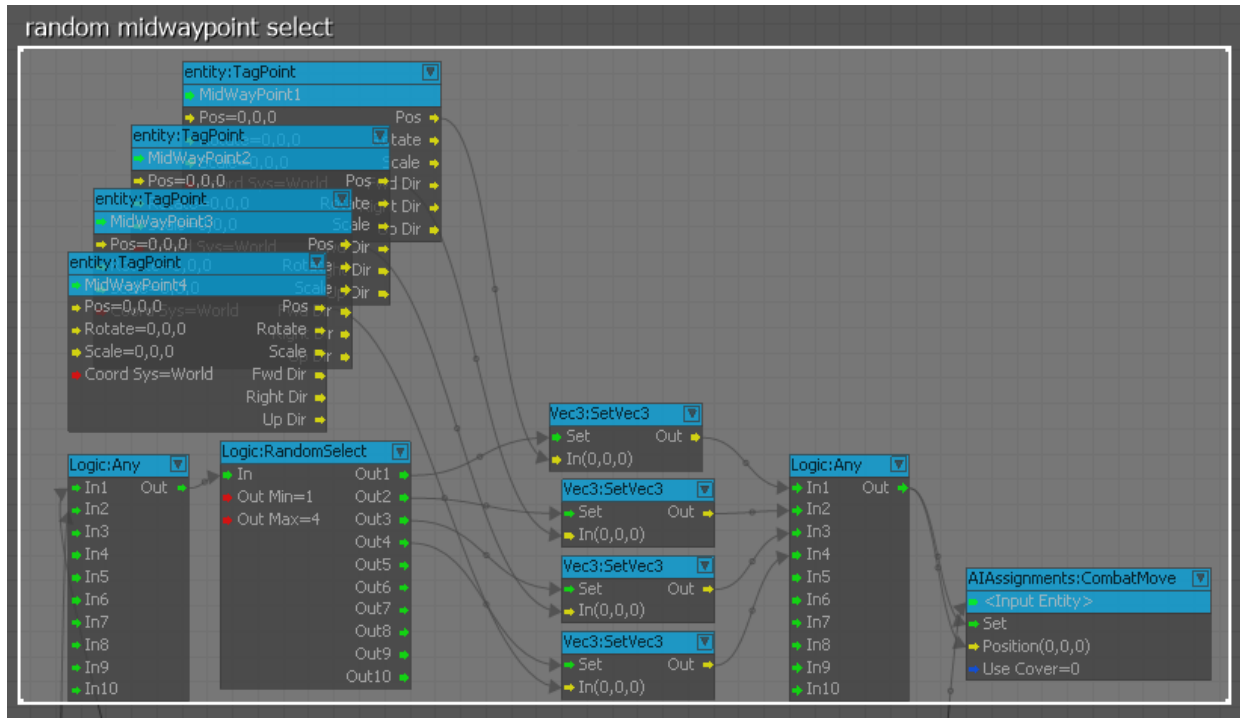 random midwaypoint select
entity:TagPoint
MidWayPoint1
Pos=0,0,0 Pos
entity:TagPoint
MidWayPoint2
Pos=0,0,0 Pos
entity:TagPoint
MidWayPoint3
Pos=0,0,0 Pos
entity:TagPoint
MidWayPoint4
Pos=0,0,0 Pos
Rotate=0,0,0 Rotate
Scale=0,0,0 Scale
Coord Sys=World Fwd Dir
Right Dir
Up Dir
Logic:Any
In1 Out
In2
In3
In4
In5
In6
In7
In8
In9
In10
Logic:RandomSelect
In Out1
Out Min=1 Out2
Out Max=4 Out3
Out4
Out5
Out6
Out7
Out8
Out9
Out10
Vec3:SetVec3
Set Out
In(0,0,0)
Vec3:SetVec3
Set Out
In(0,0,0)
Vec3:SetVec3
Set Out
In(0,0,0)
Vec3:SetVec3
Set Out
In(0,0,0)
Logic:Any
In1 Out
In2
In3
In4
In5
In6
In7
In8
In9
In10
AIAssignments:CombatMove
<Input Entity>
Set
Position(0,0,0)
Use Cover=0